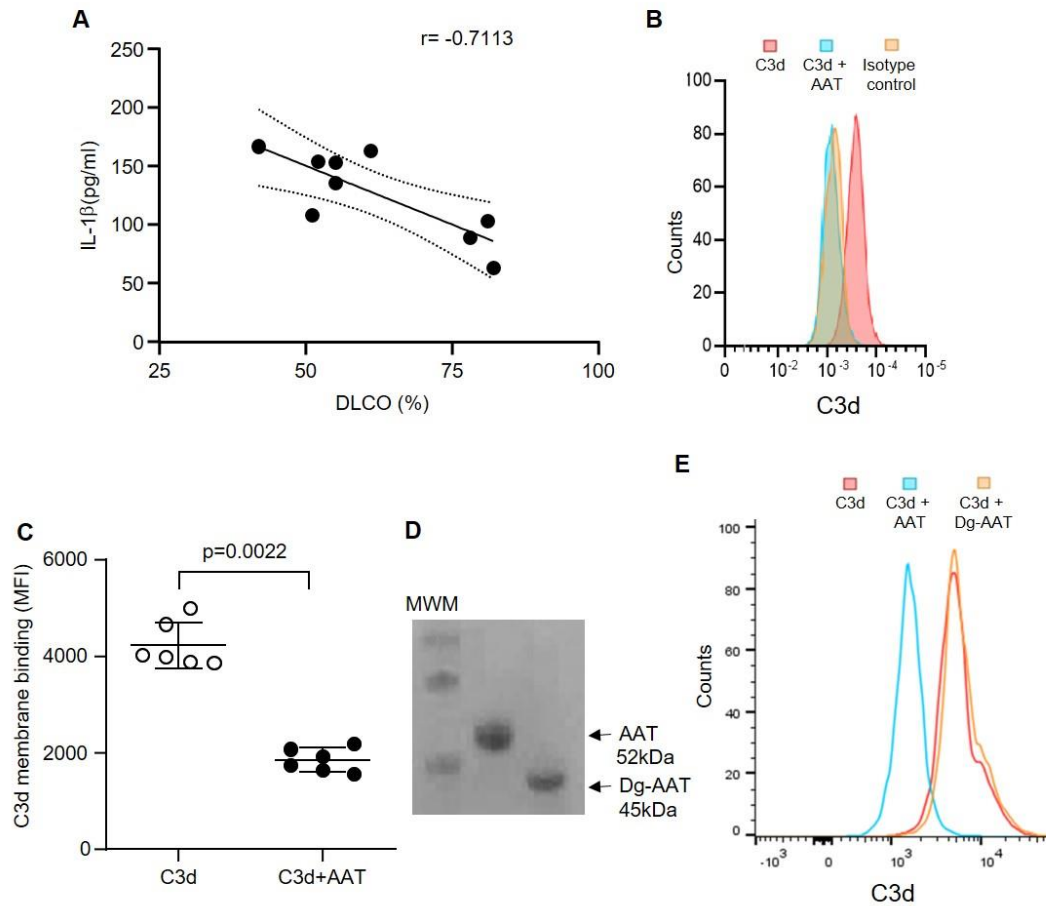 A
r= -0.7113
250
200
150
100
50
0
IL-1β(pg/ml)
25
50
75
100
DLCO (%)
B
C3d
C3d +
AAT
Isotype
control
100
80
60
40
20
0
Counts
0
10-2
10-3
10-4
10-5
C3d
C
p=0.0022
6000
4000
2000
0
C3d membrane binding (MFI)
C3d
C3d+AAT
D
MWM
AAT
52kDa
Dg-AAT
45kDa
E
C3d
C3d +
AAT
C3d +
Dg-AAT
100
80
60
40
20
0
Counts
-10³
0
10³
10⁴
C3d